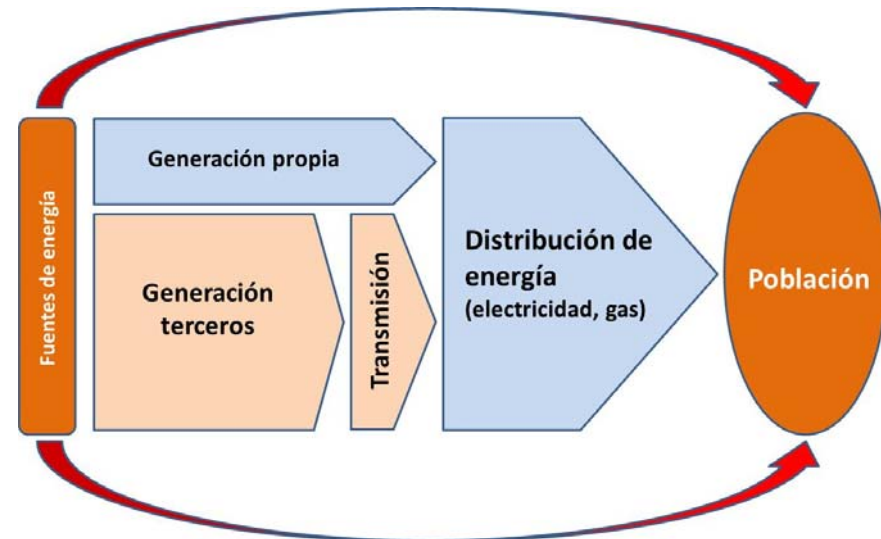 Fuentes de energía
Generación propia
Generación
terceros
Transmisión
Distribución de
energía
(electricidad, gas)
Población